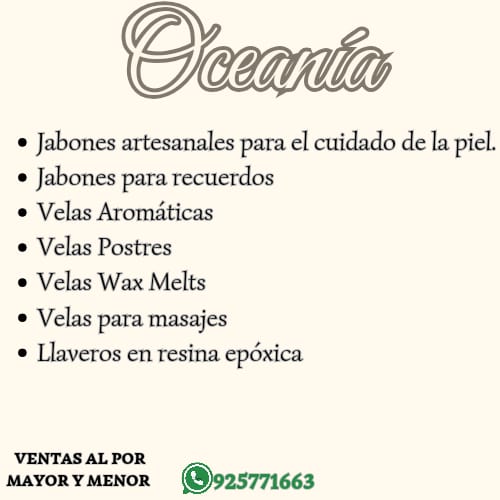 Oceanía
• Jabones artesanales para el cuidado de la piel.
• Jabones para recuerdos
• Velas Aromáticas
• Velas Postres
• Velas Wax Melts
• Velas para masajes
• Llaveros en resina epóxica
VENTAS AL POR
MAYOR Y MENOR
925771663